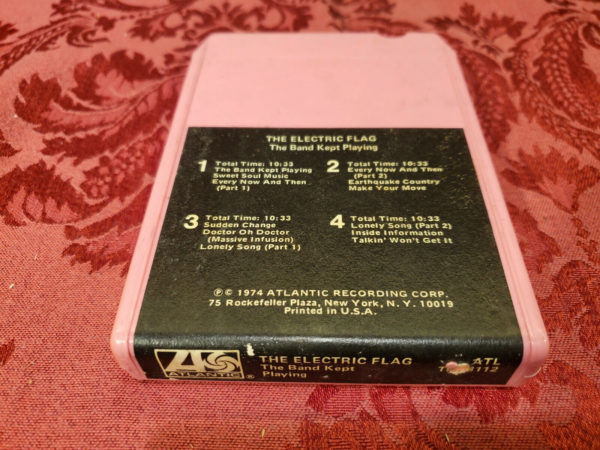 THE ELECTRIC FLAG
The Band Kept Playing
1 Total Time: 10:33
The Band Kept Playing
Sweet Soul Music
Every Now And Then
(Part 1)
2 Total Time: 10:33
Every Now And Then
(Part 2)
Earthquake Country
Make Your Move
3 Total Time: 10:33
Sudden Change
Doctor Oh Doctor
(Massive Infusion)
Lonely Song (Part 1)
4 Total Time: 10:33
Lonely Song (Part 2)
Inside Information
Talkin' Won't Get It
℗ © 1974 ATLANTIC RECORDING CORP.
75 Rockefeller Plaza, New York, N. Y. 10019
Printed in U.S.A.
ATLANTIC ®
THE ELECTRIC FLAG
The Band Kept
Playing
ATL